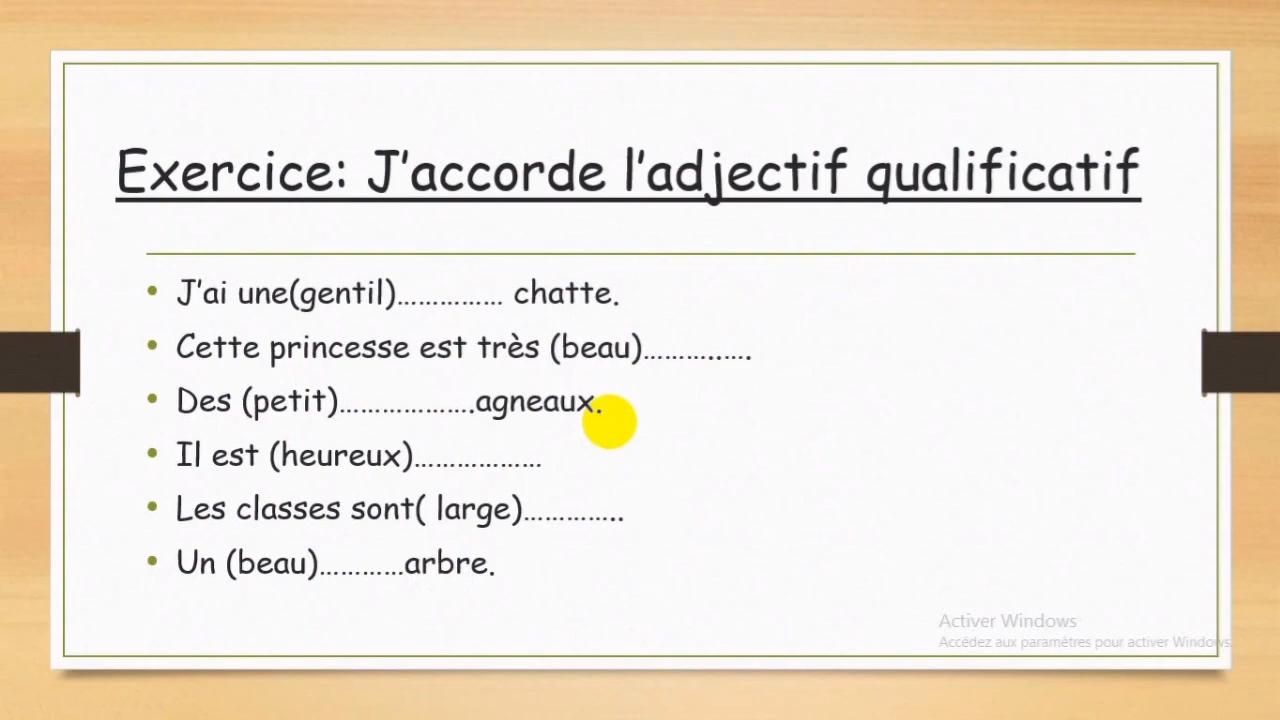 Exercice: J'accorde l'adjectif qualificatif
• J'ai une(gentil)………….. chatte.
• Cette princesse est très (beau)………..….
• Des (petit)……………….agneaux.
• Il est (heureux)………………
• Les classes sont( large)…………..
• Un (beau)…………arbre.
Activer Windows
Accédez aux paramètres pour activer Windows.